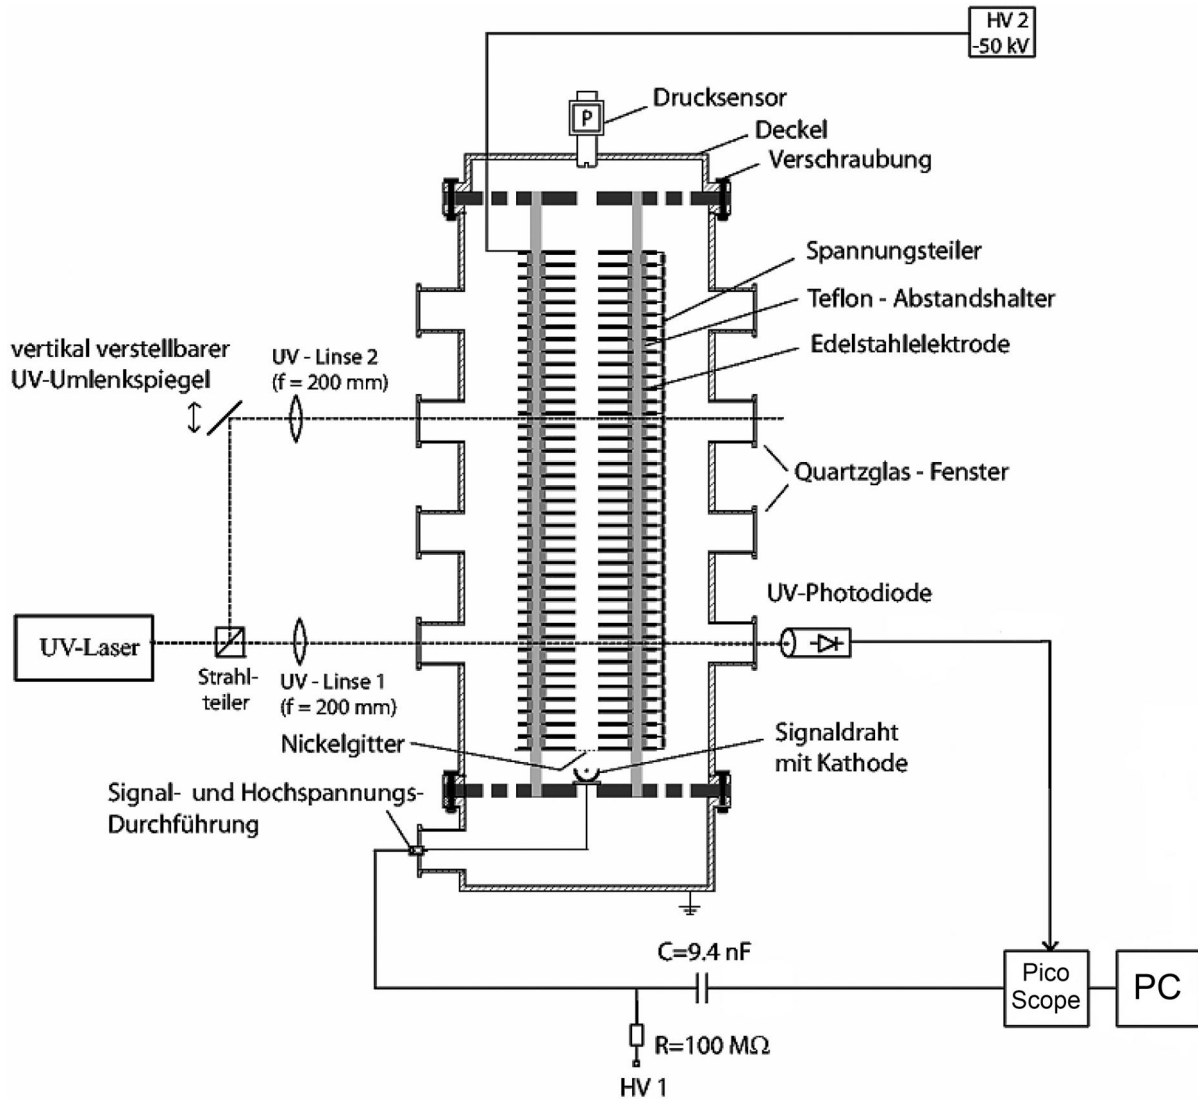 HV 2
-50 kV
Drucksensor
P
Deckel
Verschraubung
Spannungsteiler
Teflon - Abstandshalter
Edelstahlelektrode
vertikal verstellbarer
UV-Umlenkspiegel
UV - Linse 2
(f = 200 mm)
Quartzglas - Fenster
UV-Photodiode
UV-Laser
Strahl-
teiler
UV - Linse 1
(f = 200 mm)
Nickelgitter
Signaldraht
mit Kathode
Signal- und Hochspannungs-
Durchführung
C=9.4 nF
Pico
Scope
PC
R=100 MΩ
HV 1